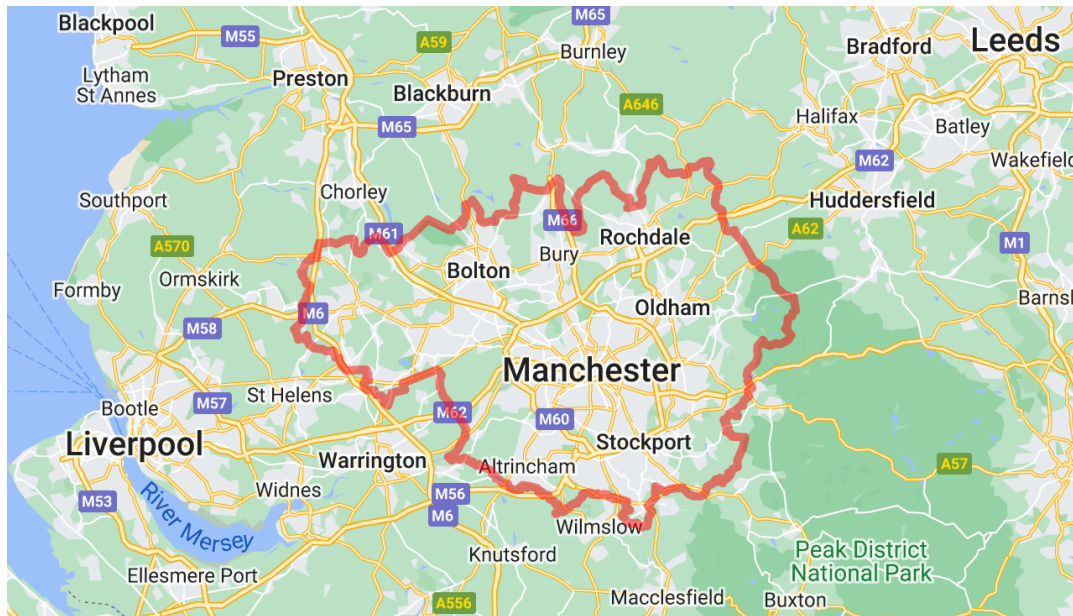 Blackpool
M55
A59
M65
Burnley
Bradford
Leeds
Lytham
St Annes
Preston
Blackburn
A646
Halifax
Batley
M65
M62
Wakefield
Chorley
Southport
Huddersfield
M61
M66
A62
A570
Rochdale
M1
Bury
Bolton
Ormskirk
Formby
Oldham
Barns
M6
M58
Manchester
St Helens
M57
Bootle
M62
M60
Liverpool
Stockport
Warrington
Altrincham
A57
Widnes
M56
M53
M6
River Mersey
Wilmslow
Knutsford
Peak District
National Park
Ellesmere Port
A556
Macclesfield
Buxton